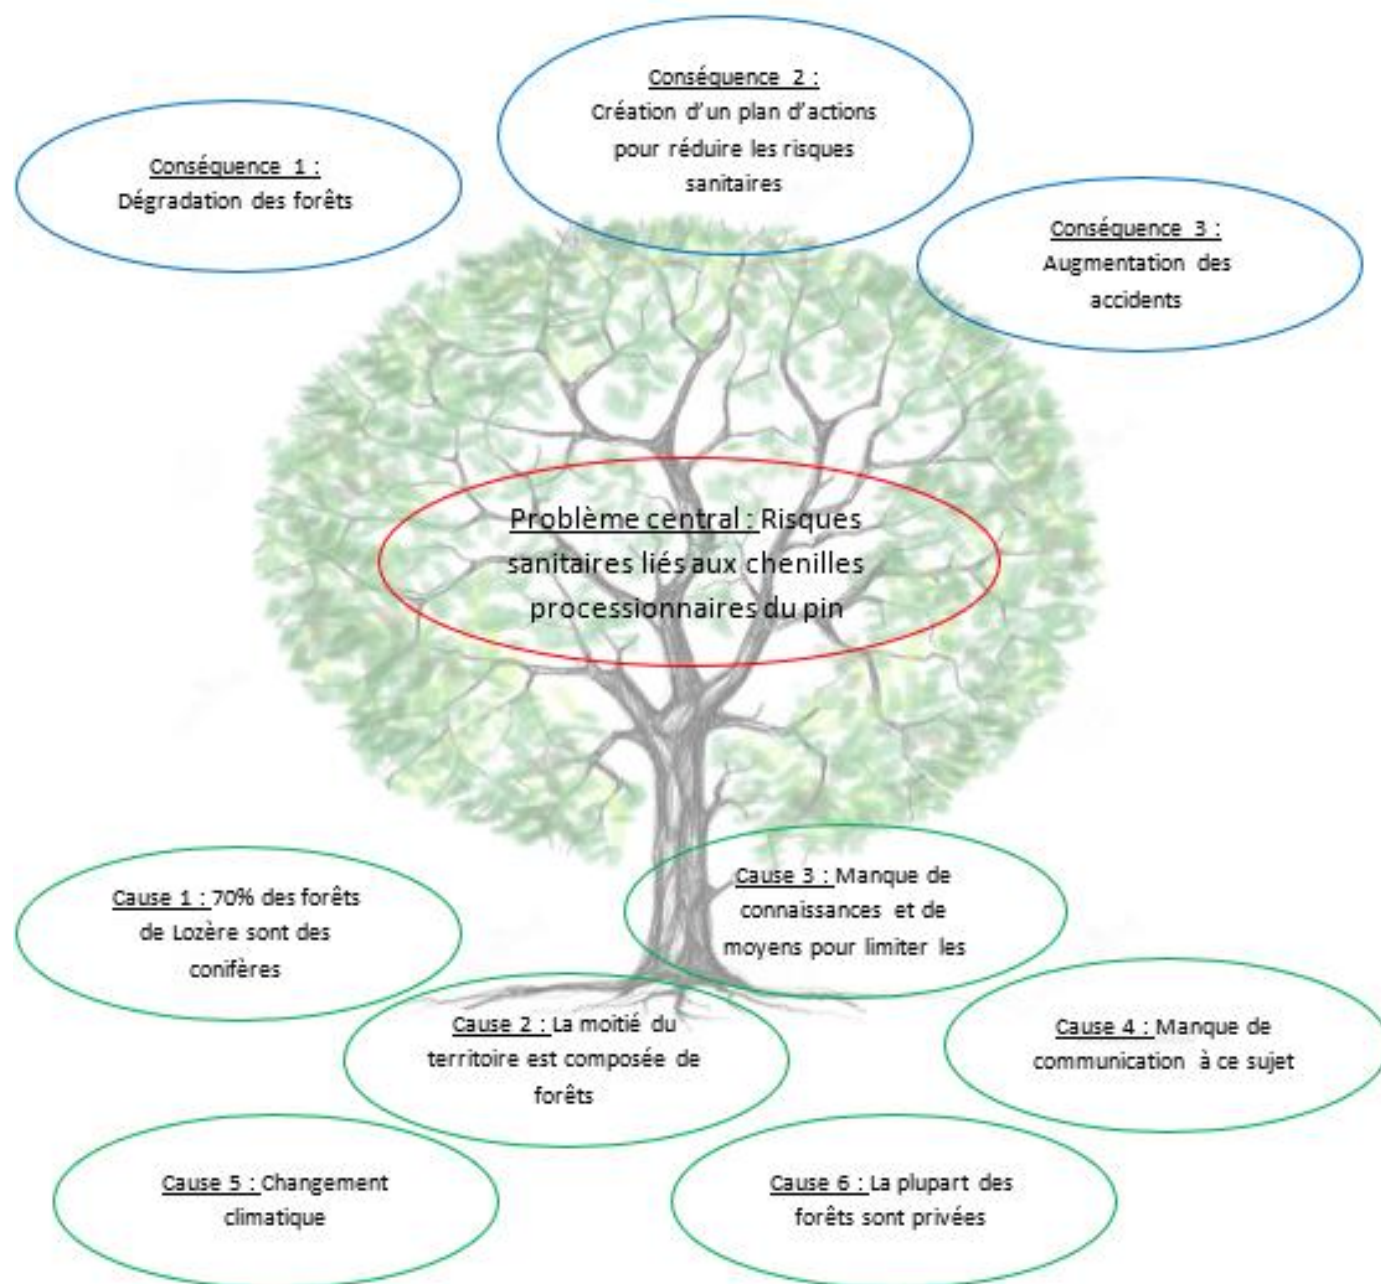 Conséquence 2 :
Création d'un plan d'actions
pour réduire les risques
sanitaires
Conséquence 1 :
Dégradation des forêts
Conséquence 3 :
Augmentation des
accidents
Problème central : Risques
sanitaires liés aux chenilles
processionnaires du pin
Cause 1 : 70% des forêts
de Lozère sont des
conifères
Cause 3 : Manque de
connaissances et de
moyens pour limiter les
Cause 2 : La moitié du
territoire est composée de
forêts
Cause 4 : Manque de
communication à ce sujet
Cause 5 : Changement
climatique
Cause 6 : La plupart des
forêts sont privées